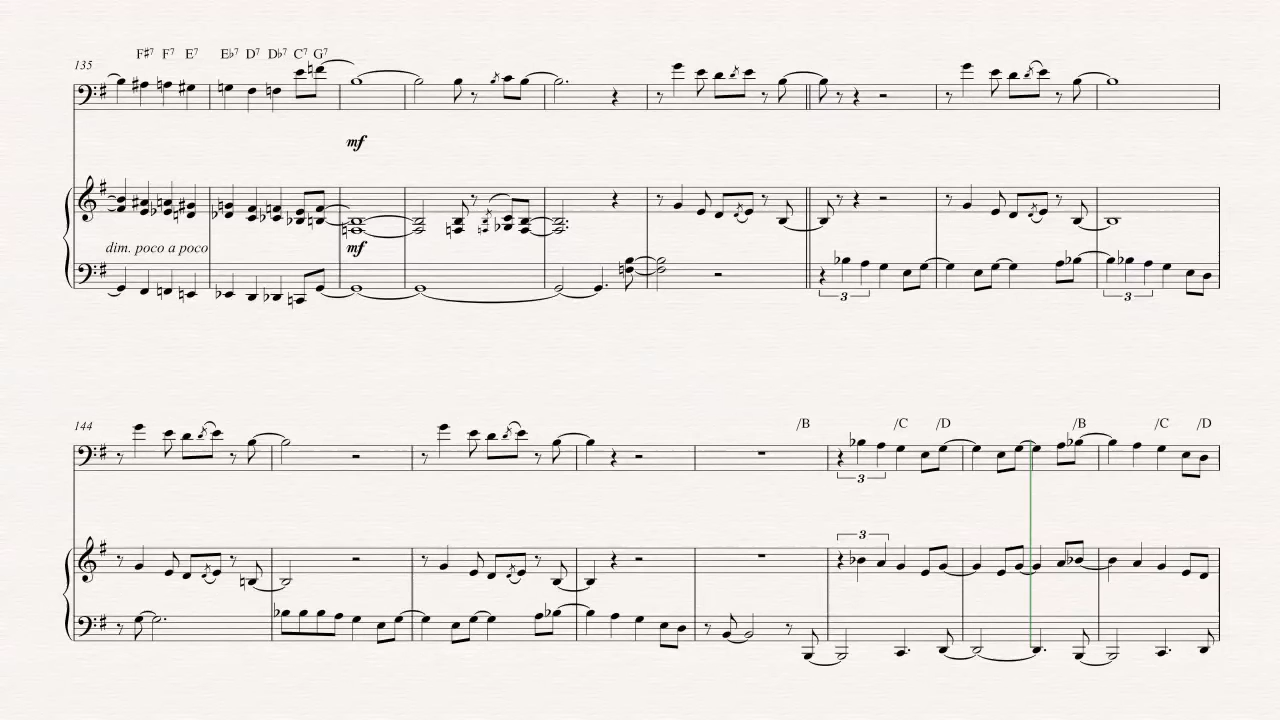 F♯7 F7 E7 E♭7 D7 D♭7 C7 G7
135
mf
dim. poco a poco mf
3 3
144 /B /C /D /B /C /D
3
3